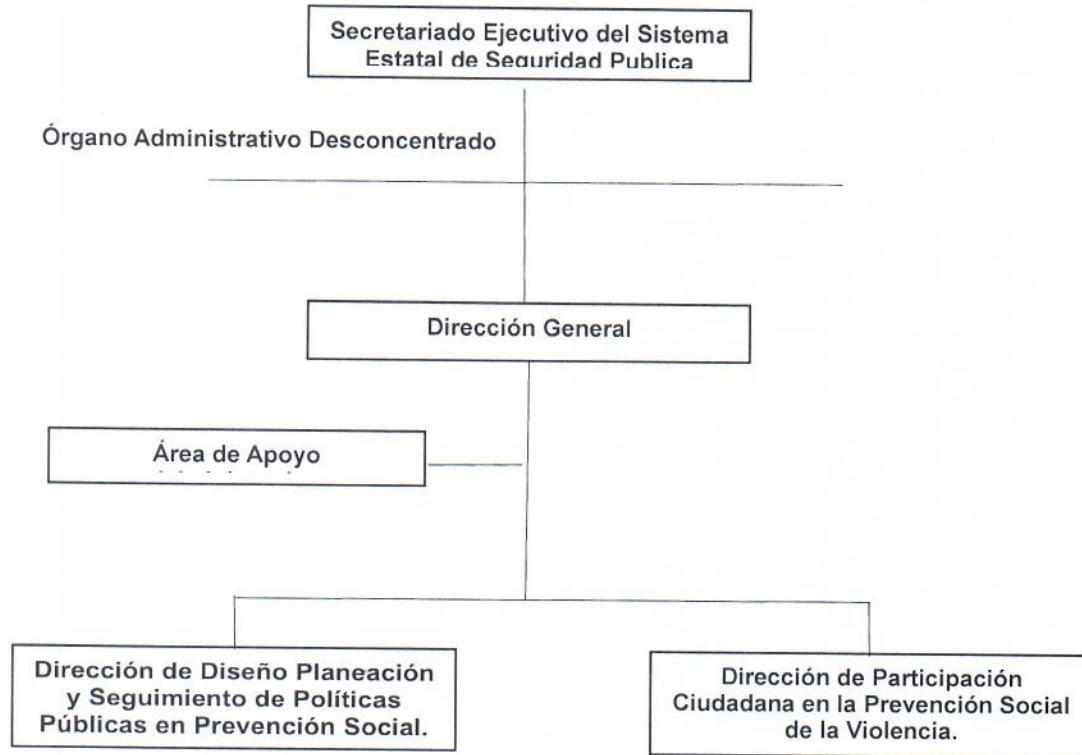 Secretariado Ejecutivo del Sistema
Estatal de Seguridad Publica
Órgano Administrativo Desconcentrado
Dirección General
Área de Apoyo
Dirección de Diseño Planeación
y Seguimiento de Políticas
Públicas en Prevención Social.
Dirección de Participación
Ciudadana en la Prevención Social
de la Violencia.